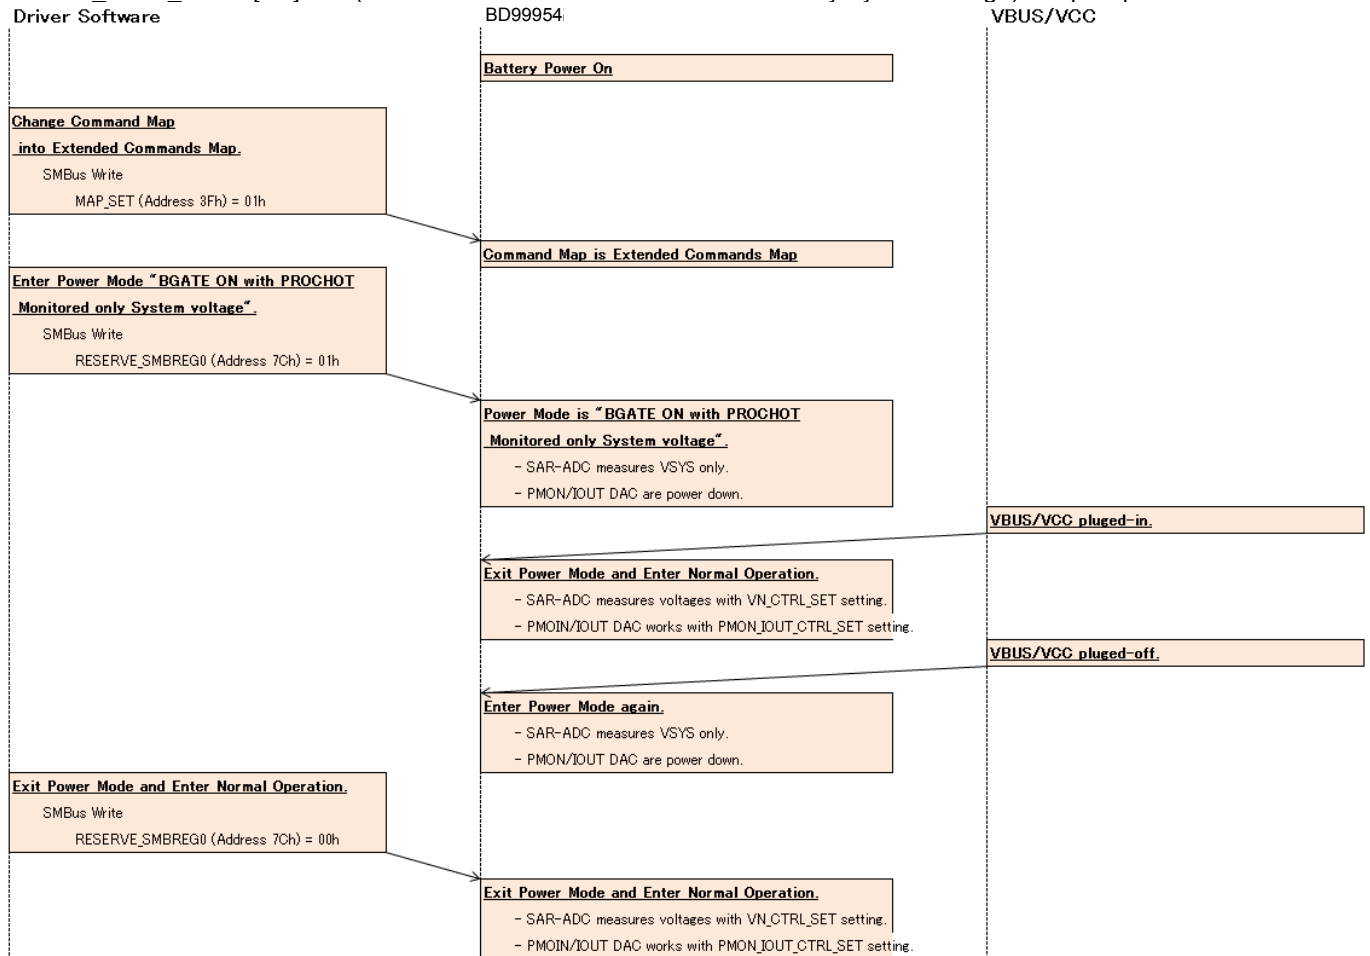 Driver Software
BD99954
VBUS/VCC
Battery Power On
Change Command Map
into Extended Commands Map.
SMBus Write
MAP_SET (Address 3Fh) = 01h
Command Map is Extended Commands Map
Enter Power Mode "BGATE ON with PROCHOT
Monitored only System voltage".
SMBus Write
RESERVE_SMBREG0 (Address 7Ch) = 01h
Power Mode is "BGATE ON with PROCHOT
Monitored only System voltage".
- SAR-ADC measures VSYS only.
- PMON/IOUT DAC are power down.
VBUS/VCC pluged-in.
Exit Power Mode and Enter Normal Operation.
- SAR-ADC measures voltages with VN_CTRL_SET setting.
- PMOIN/IOUT DAC works with PMON_IOUT_CTRL_SET setting.
VBUS/VCC pluged-off.
Enter Power Mode again.
- SAR-ADC measures VSYS only.
- PMON/IOUT DAC are power down.
Exit Power Mode and Enter Normal Operation.
SMBus Write
RESERVE_SMBREG0 (Address 7Ch) = 00h
Exit Power Mode and Enter Normal Operation.
- SAR-ADC measures voltages with VN_CTRL_SET setting.
- PMOIN/IOUT DAC works with PMON_IOUT_CTRL_SET setting.